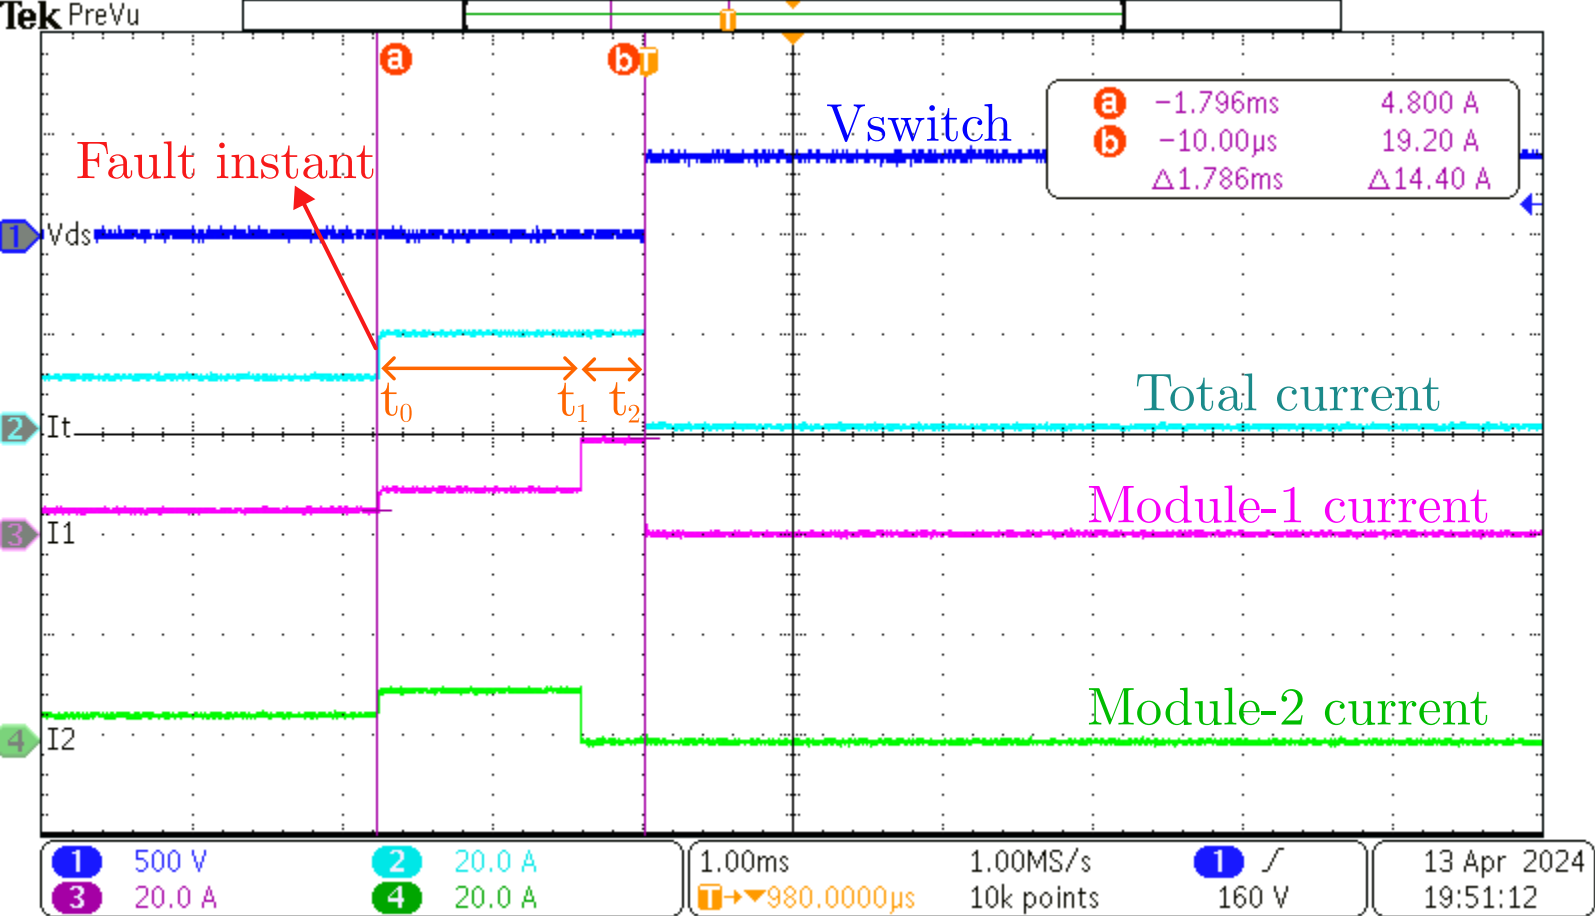 Tek PreVu
T
a
b T
Vswitch
a −1.796ms 4.800 A
b −10.00µs 19.20 A
△1.786ms △14.40 A
Fault instant
1 Vds
t₀ t₁ t₂
Total current
2 It
Module-1 current
3 I1
Module-2 current
4 I2
1 500 V 2 20.0 A
3 20.0 A 4 20.0 A
1.00ms 1.00MS/s 1
T→▼980.0000µs 10k points 160 V
13 Apr 2024
19:51:12